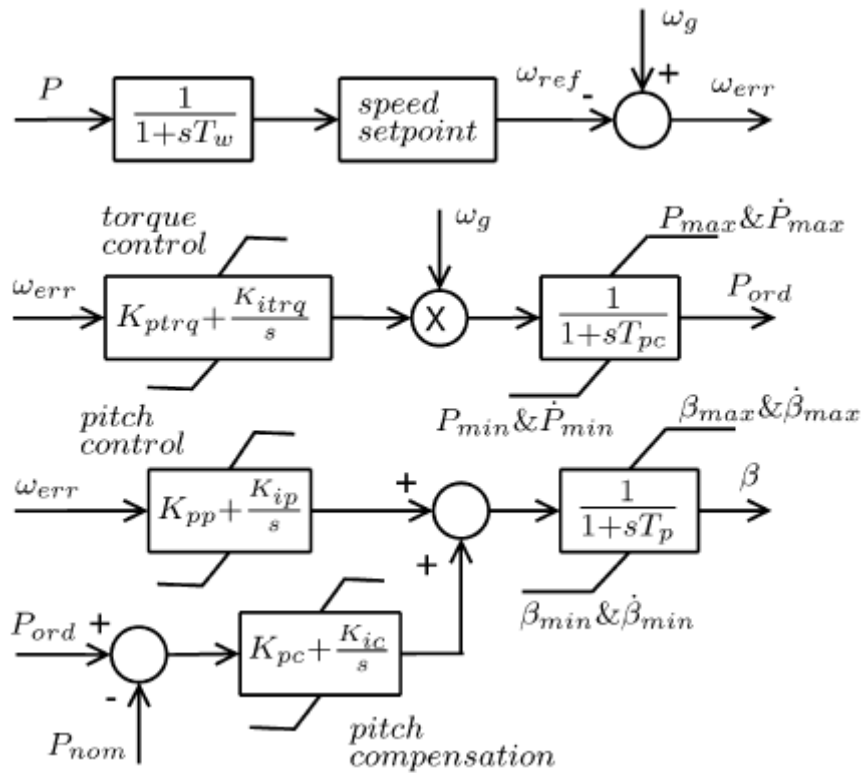 ω_g
P
1
1+sT_w
speed
setpoint
ω_ref
-
+
ω_err
torque
control
ω_err
K_ptrq+K_itrq/s
ω_g
X
P_max&Ṗ_max
1
1+sT_pc
P_ord
P_min&Ṗ_min
pitch
control
ω_err
K_pp+K_ip/s
+
+
β_max&β̇_max
1
1+sT_p
β
β_min&β̇_min
P_ord
+
-
P_nom
K_pc+K_ic/s
pitch
compensation